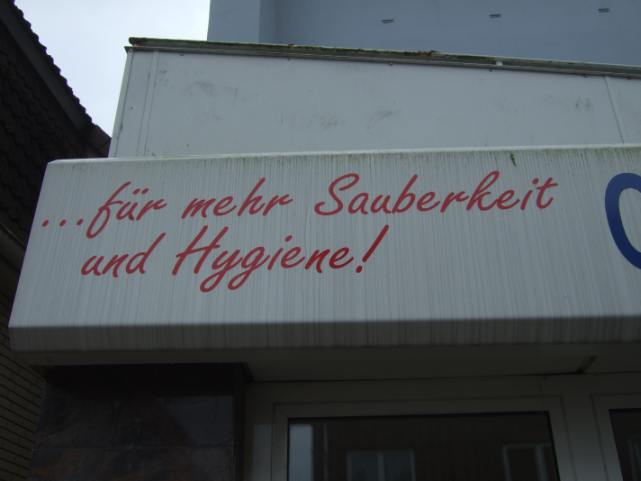 ...für mehr Sauberkeit
und Hygiene!